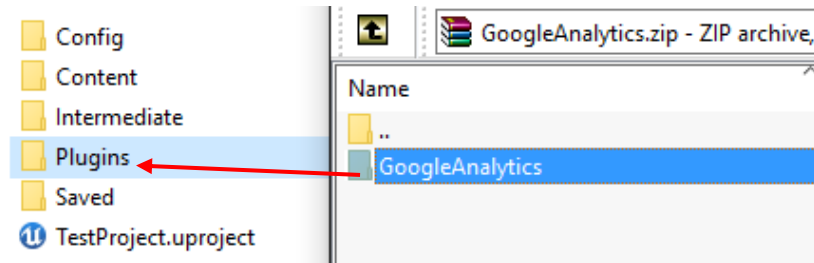 Config
Content
Intermediate
Plugins
Saved
TestProject.uproject
GoogleAnalytics.zip - ZIP archive,
Name
..
GoogleAnalytics